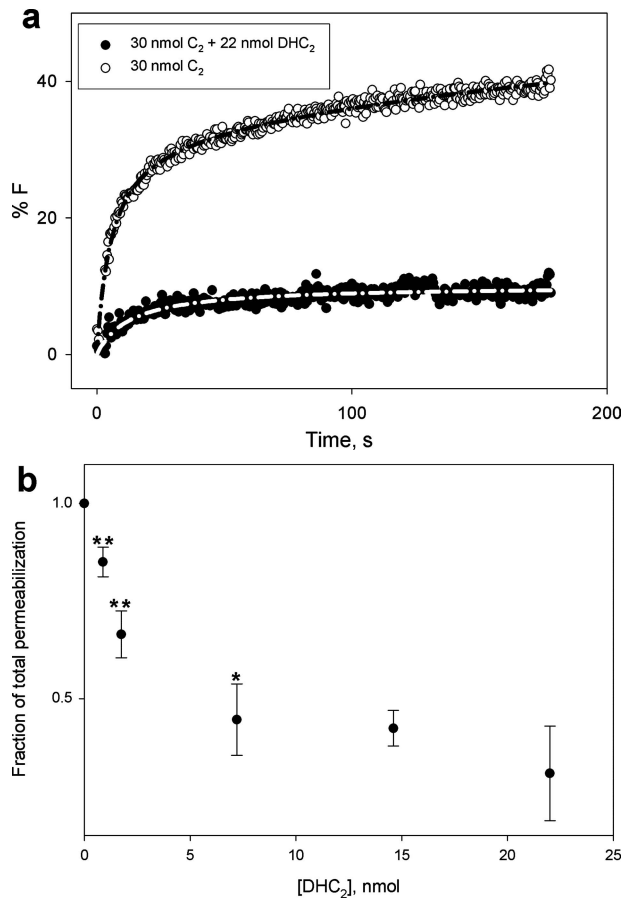 a
30 nmol C₂ + 22 nmol DHC₂
30 nmol C₂
% F
40
20
0
0
100
200
Time, s
b
Fraction of total permeabilization
1.0
0.5
**
**
*
0
5
10
15
20
25
[DHC₂], nmol